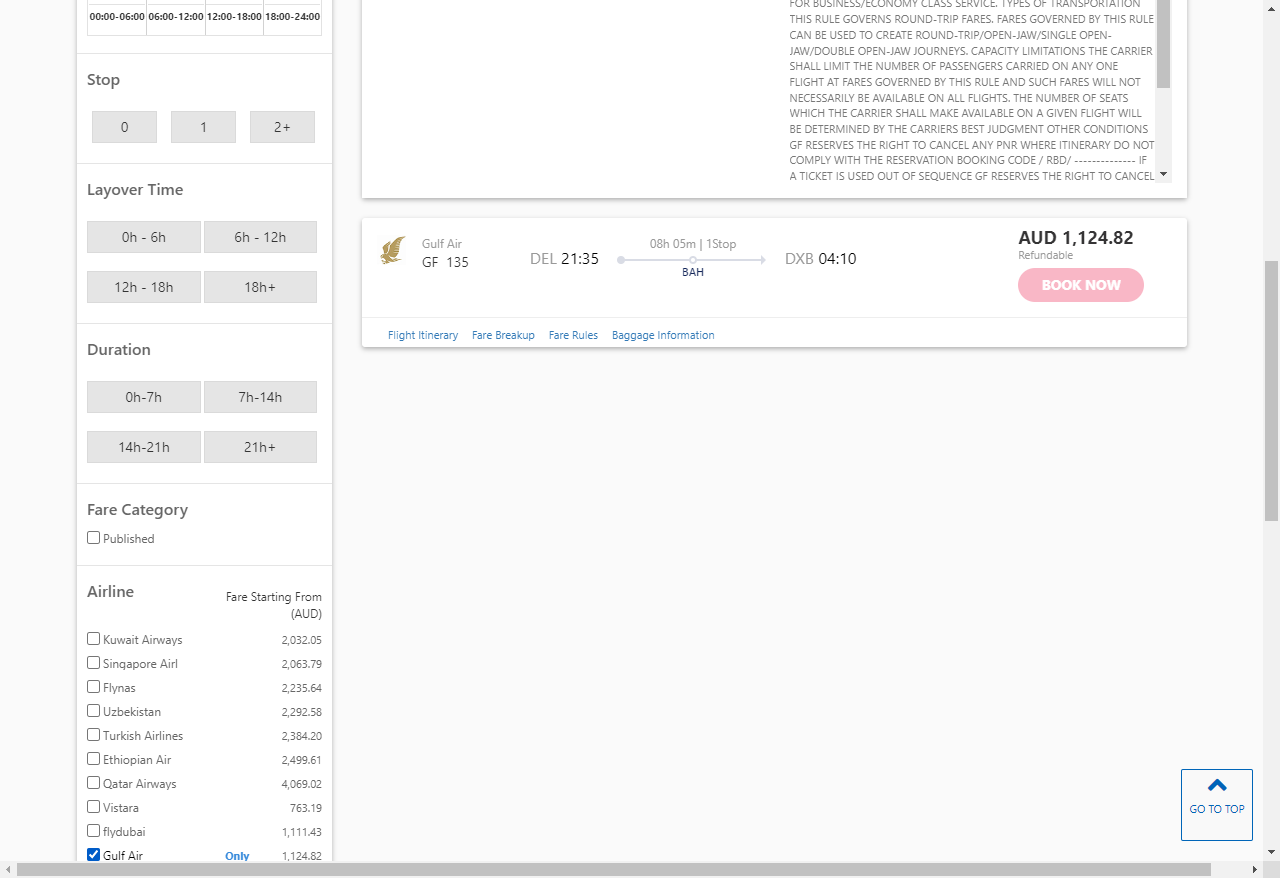 00:00-06:00 06:00-12:00 12:00-18:00 18:00-24:00
Stop
0 1 2+
Layover Time
0h - 6h 6h - 12h
12h - 18h 18h+
Duration
0h-7h 7h-14h
14h-21h 21h+
Fare Category
Published
Airline Fare Starting From
(AUD)
Kuwait Airways 2,032.05
Singapore Airl 2,063.79
Flynas 2,235.64
Uzbekistan 2,292.58
Turkish Airlines 2,384.20
Ethiopian Air 2,499.61
Qatar Airways 4,069.02
Vistara 763.19
flydubai 1,111.43
Gulf Air Only 1,124.82
FOR BUSINESS/ECONOMY CLASS SERVICE. TYPES OF TRANSPORTATION
THIS RULE GOVERNS ROUND-TRIP FARES. FARES GOVERNED BY THIS RULE
CAN BE USED TO CREATE ROUND-TRIP/OPEN-JAW/SINGLE OPEN-
JAW/DOUBLE OPEN-JAW JOURNEYS. CAPACITY LIMITATIONS THE CARRIER
SHALL LIMIT THE NUMBER OF PASSENGERS CARRIED ON ANY ONE
FLIGHT AT FARES GOVERNED BY THIS RULE AND SUCH FARES WILL NOT
NECESSARILY BE AVAILABLE ON ALL FLIGHTS. THE NUMBER OF SEATS
WHICH THE CARRIER SHALL MAKE AVAILABLE ON A GIVEN FLIGHT WILL
BE DETERMINED BY THE CARRIERS BEST JUDGMENT OTHER CONDITIONS
GF RESERVES THE RIGHT TO CANCEL ANY PNR WHERE ITINERARY DO NOT
COMPLY WITH THE RESERVATION BOOKING CODE / RBD/ -------------- IF
A TICKET IS USED OUT OF SEQUENCE GF RESERVES THE RIGHT TO CANCEL
Gulf Air
GF 135
DEL 21:35
08h 05m | 1Stop
BAH
DXB 04:10
AUD 1,124.82
Refundable
BOOK NOW
Flight Itinerary Fare Breakup Fare Rules Baggage Information
GO TO TOP